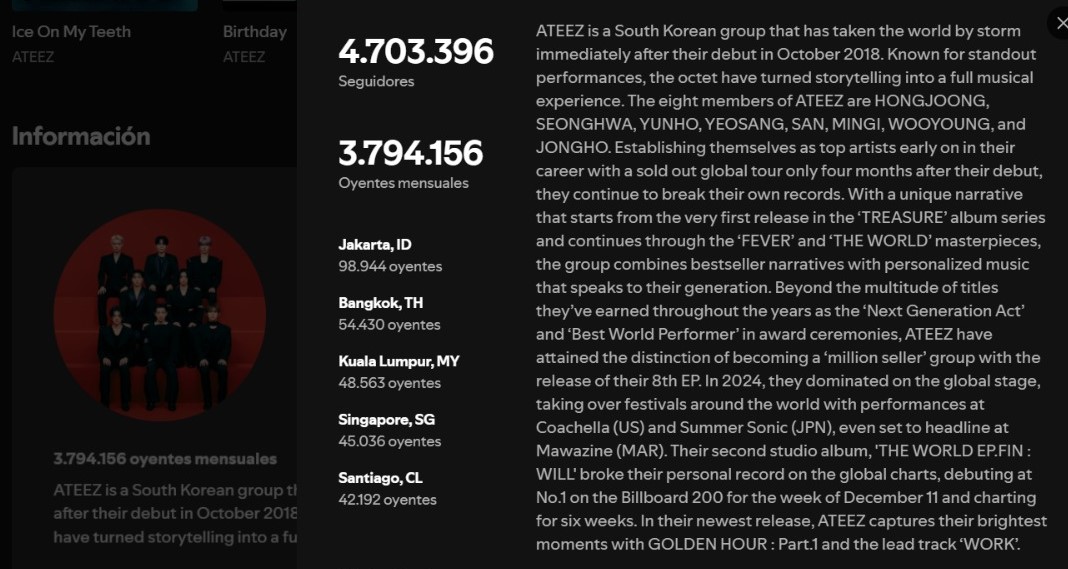 Ice On My Teeth
ATEEZ
Birthday
ATEEZ
Información
3.794.156 oyentes mensuales
ATEEZ is a South Korean group th
after their debut in October 2018
have turned storytelling into a fu
4.703.396
Seguidores
3.794.156
Oyentes mensuales
Jakarta, ID
98.944 oyentes
Bangkok, TH
54.430 oyentes
Kuala Lumpur, MY
48.563 oyentes
Singapore, SG
45.036 oyentes
Santiago, CL
42.192 oyentes
ATEEZ is a South Korean group that has taken the world by storm
immediately after their debut in October 2018. Known for standout
performances, the octet have turned storytelling into a full musical
experience. The eight members of ATEEZ are HONGJOONG,
SEONGHWA, YUNHO, YEOSANG, SAN, MINGI, WOOYOUNG, and
JONGHO. Establishing themselves as top artists early on in their
career with a sold out global tour only four months after their debut,
they continue to break their own records. With a unique narrative
that starts from the very first release in the ‘TREASURE’ album series
and continues through the ‘FEVER’ and ‘THE WORLD’ masterpieces,
the group combines bestseller narratives with personalized music
that speaks to their generation. Beyond the multitude of titles
they’ve earned throughout the years as the ‘Next Generation Act’
and ‘Best World Performer’ in award ceremonies, ATEEZ have
attained the distinction of becoming a ‘million seller’ group with the
release of their 8th EP. In 2024, they dominated on the global stage,
taking over festivals around the world with performances at
Coachella (US) and Summer Sonic (JPN), even set to headline at
Mawazine (MAR). Their second studio album, 'THE WORLD EP.FIN :
WILL' broke their personal record on the global charts, debuting at
No.1 on the Billboard 200 for the week of December 11 and charting
for six weeks. In their newest release, ATEEZ captures their brightest
moments with GOLDEN HOUR : Part.1 and the lead track ‘WORK’.